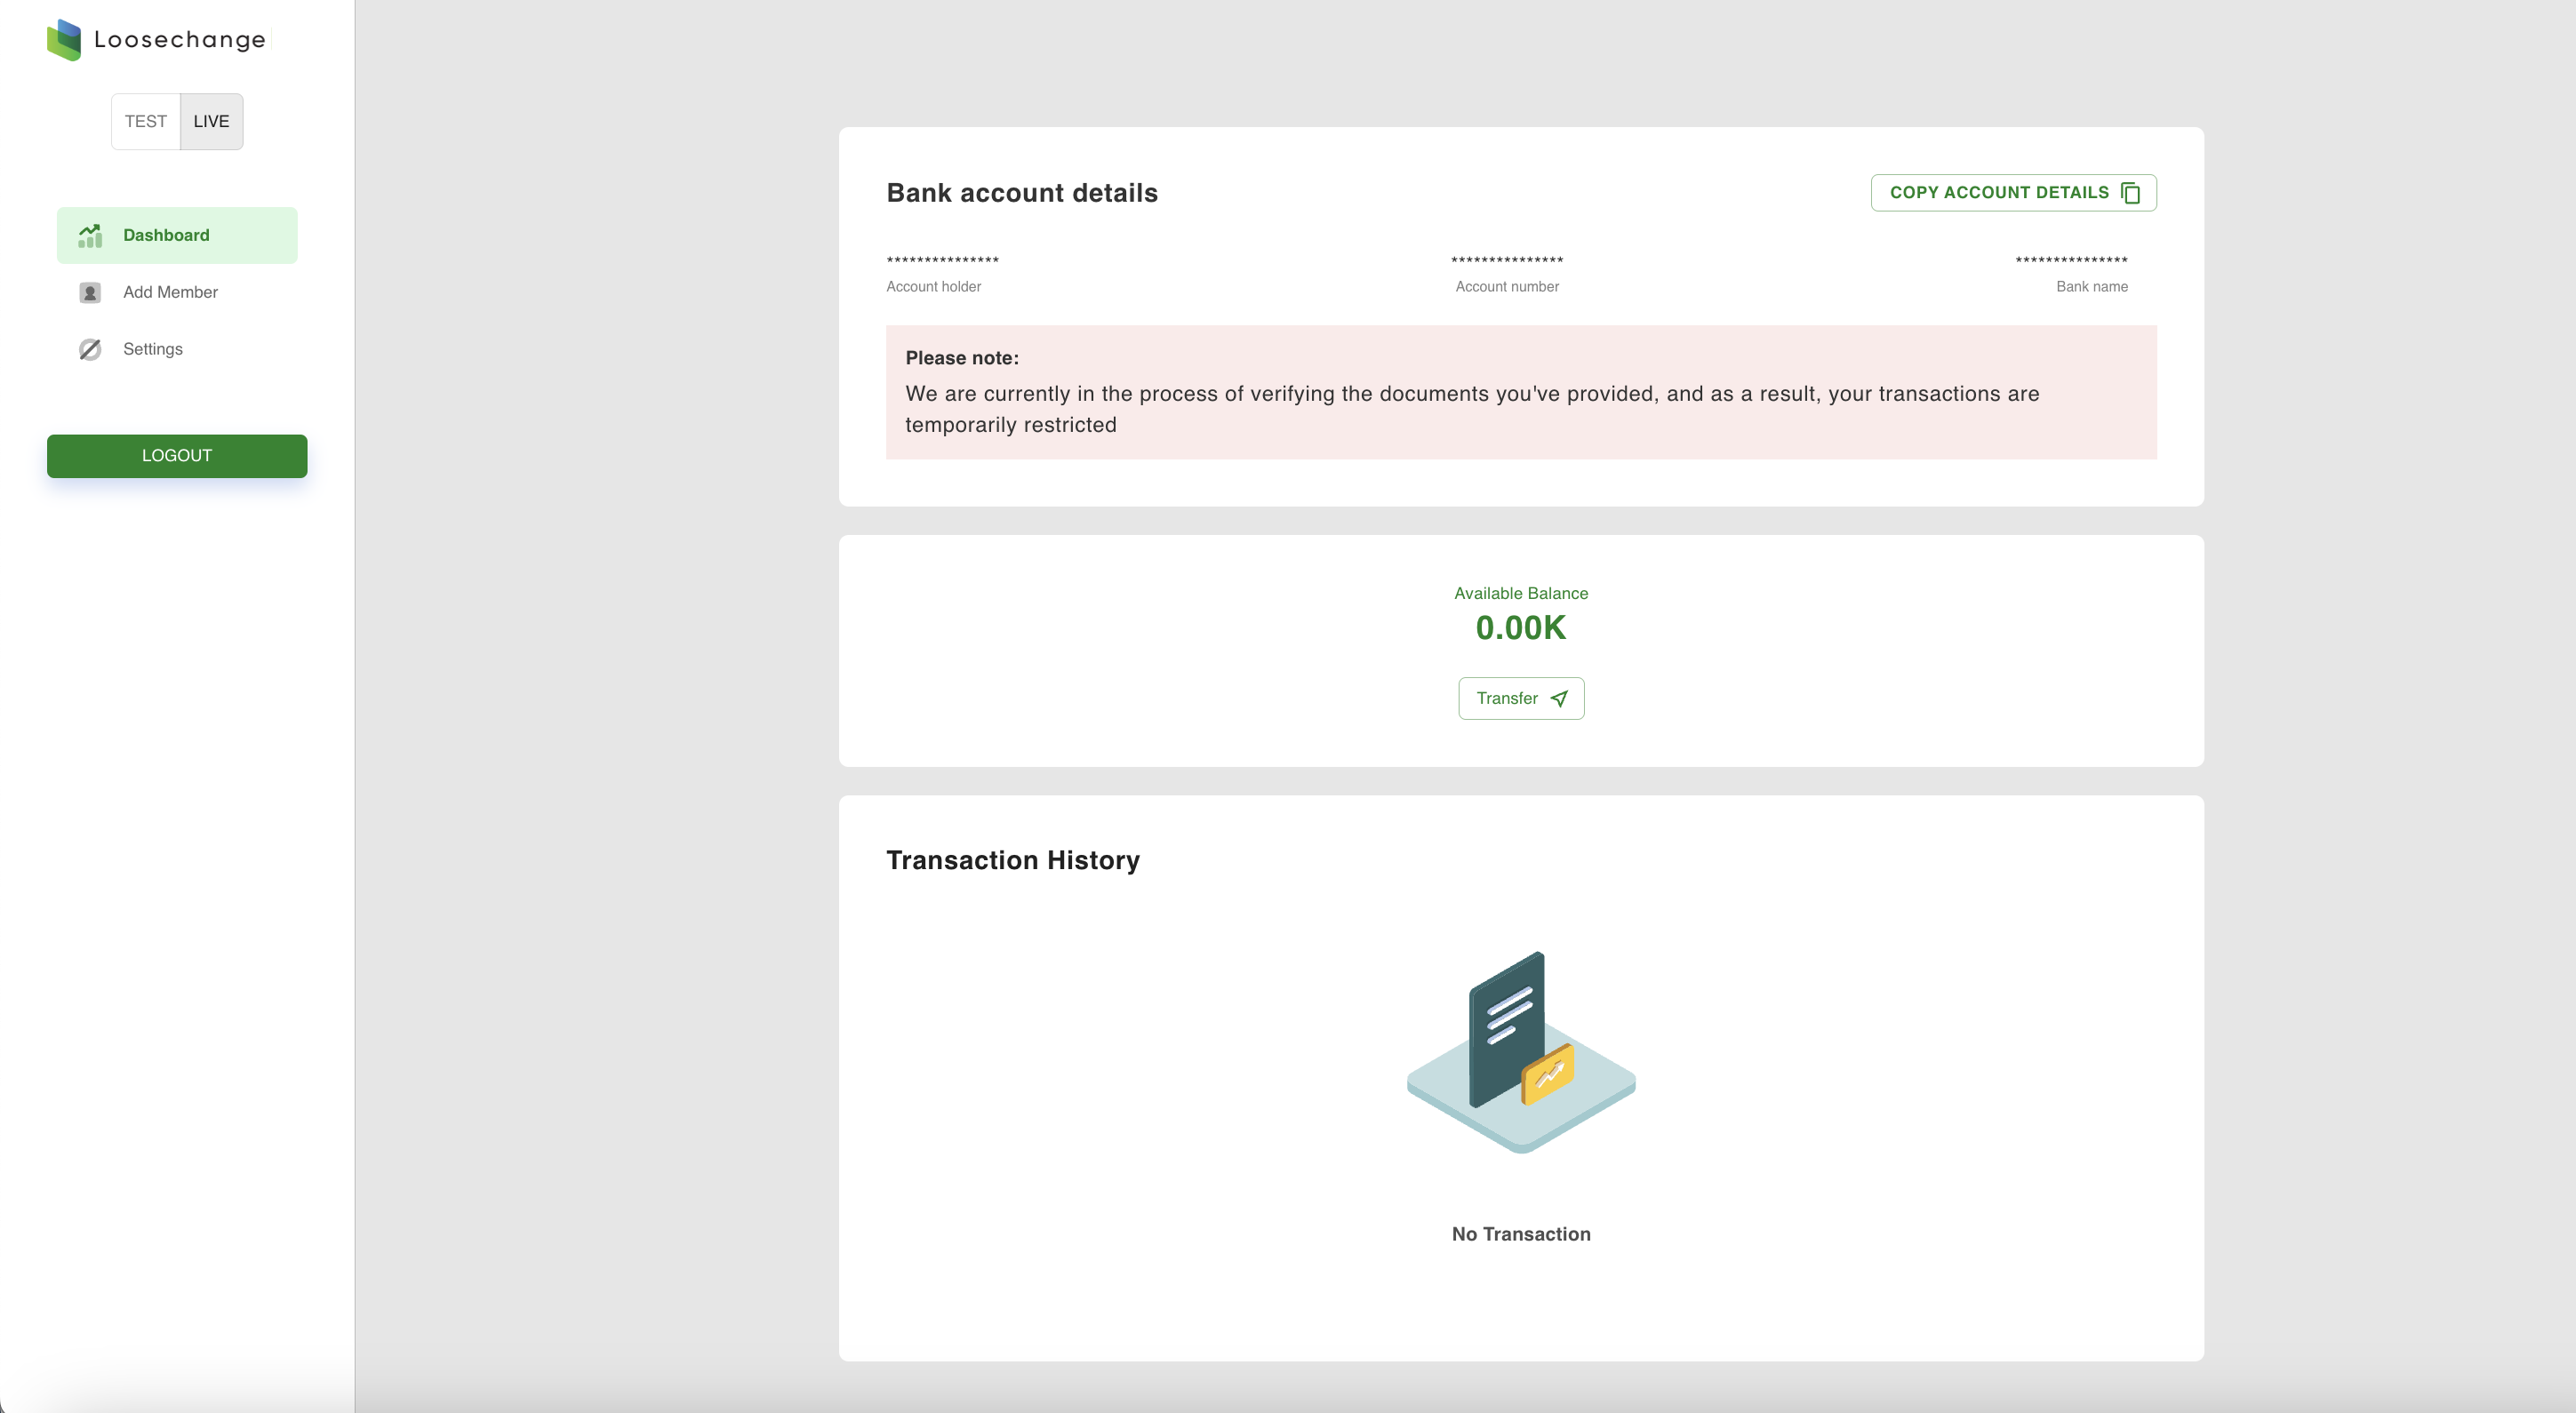 Loosechange
TEST LIVE
Dashboard
Add Member
Settings
LOGOUT
Bank account details
COPY ACCOUNT DETAILS
*************** *************** ***************
Account holder Account number Bank name
Please note:
We are currently in the process of verifying the documents you've provided, and as a result, your transactions are
temporarily restricted
Available Balance
0.00K
Transfer
Transaction History
No Transaction